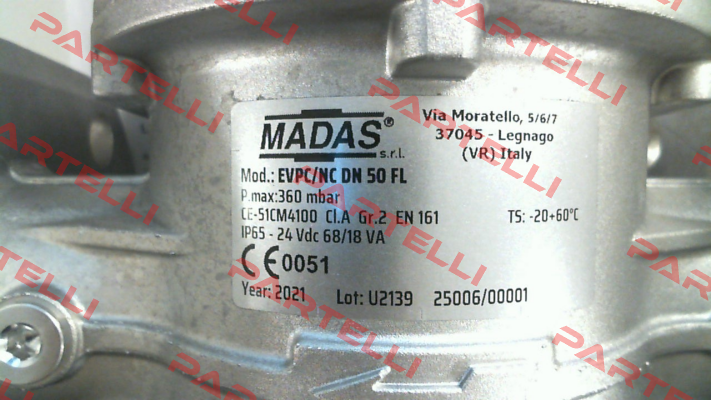 MADAS®
s.r.l.
Via Moratello, 5/6/7
37045 - Legnago
(VR) Italy
Mod.: EVPC/NC DN 50 FL
P.max:360 mbar
CE-51CM4100 Cl.A Gr.2 EN 161
TS: -20+60°C
IP65 - 24 Vdc 68/18 VA
CE 0051
Year: 2021 Lot: U2139 25006/00001
PARTELLI
PARTELLI
PARTELLI
PARTELLI
PARTELLI
PARTELLI